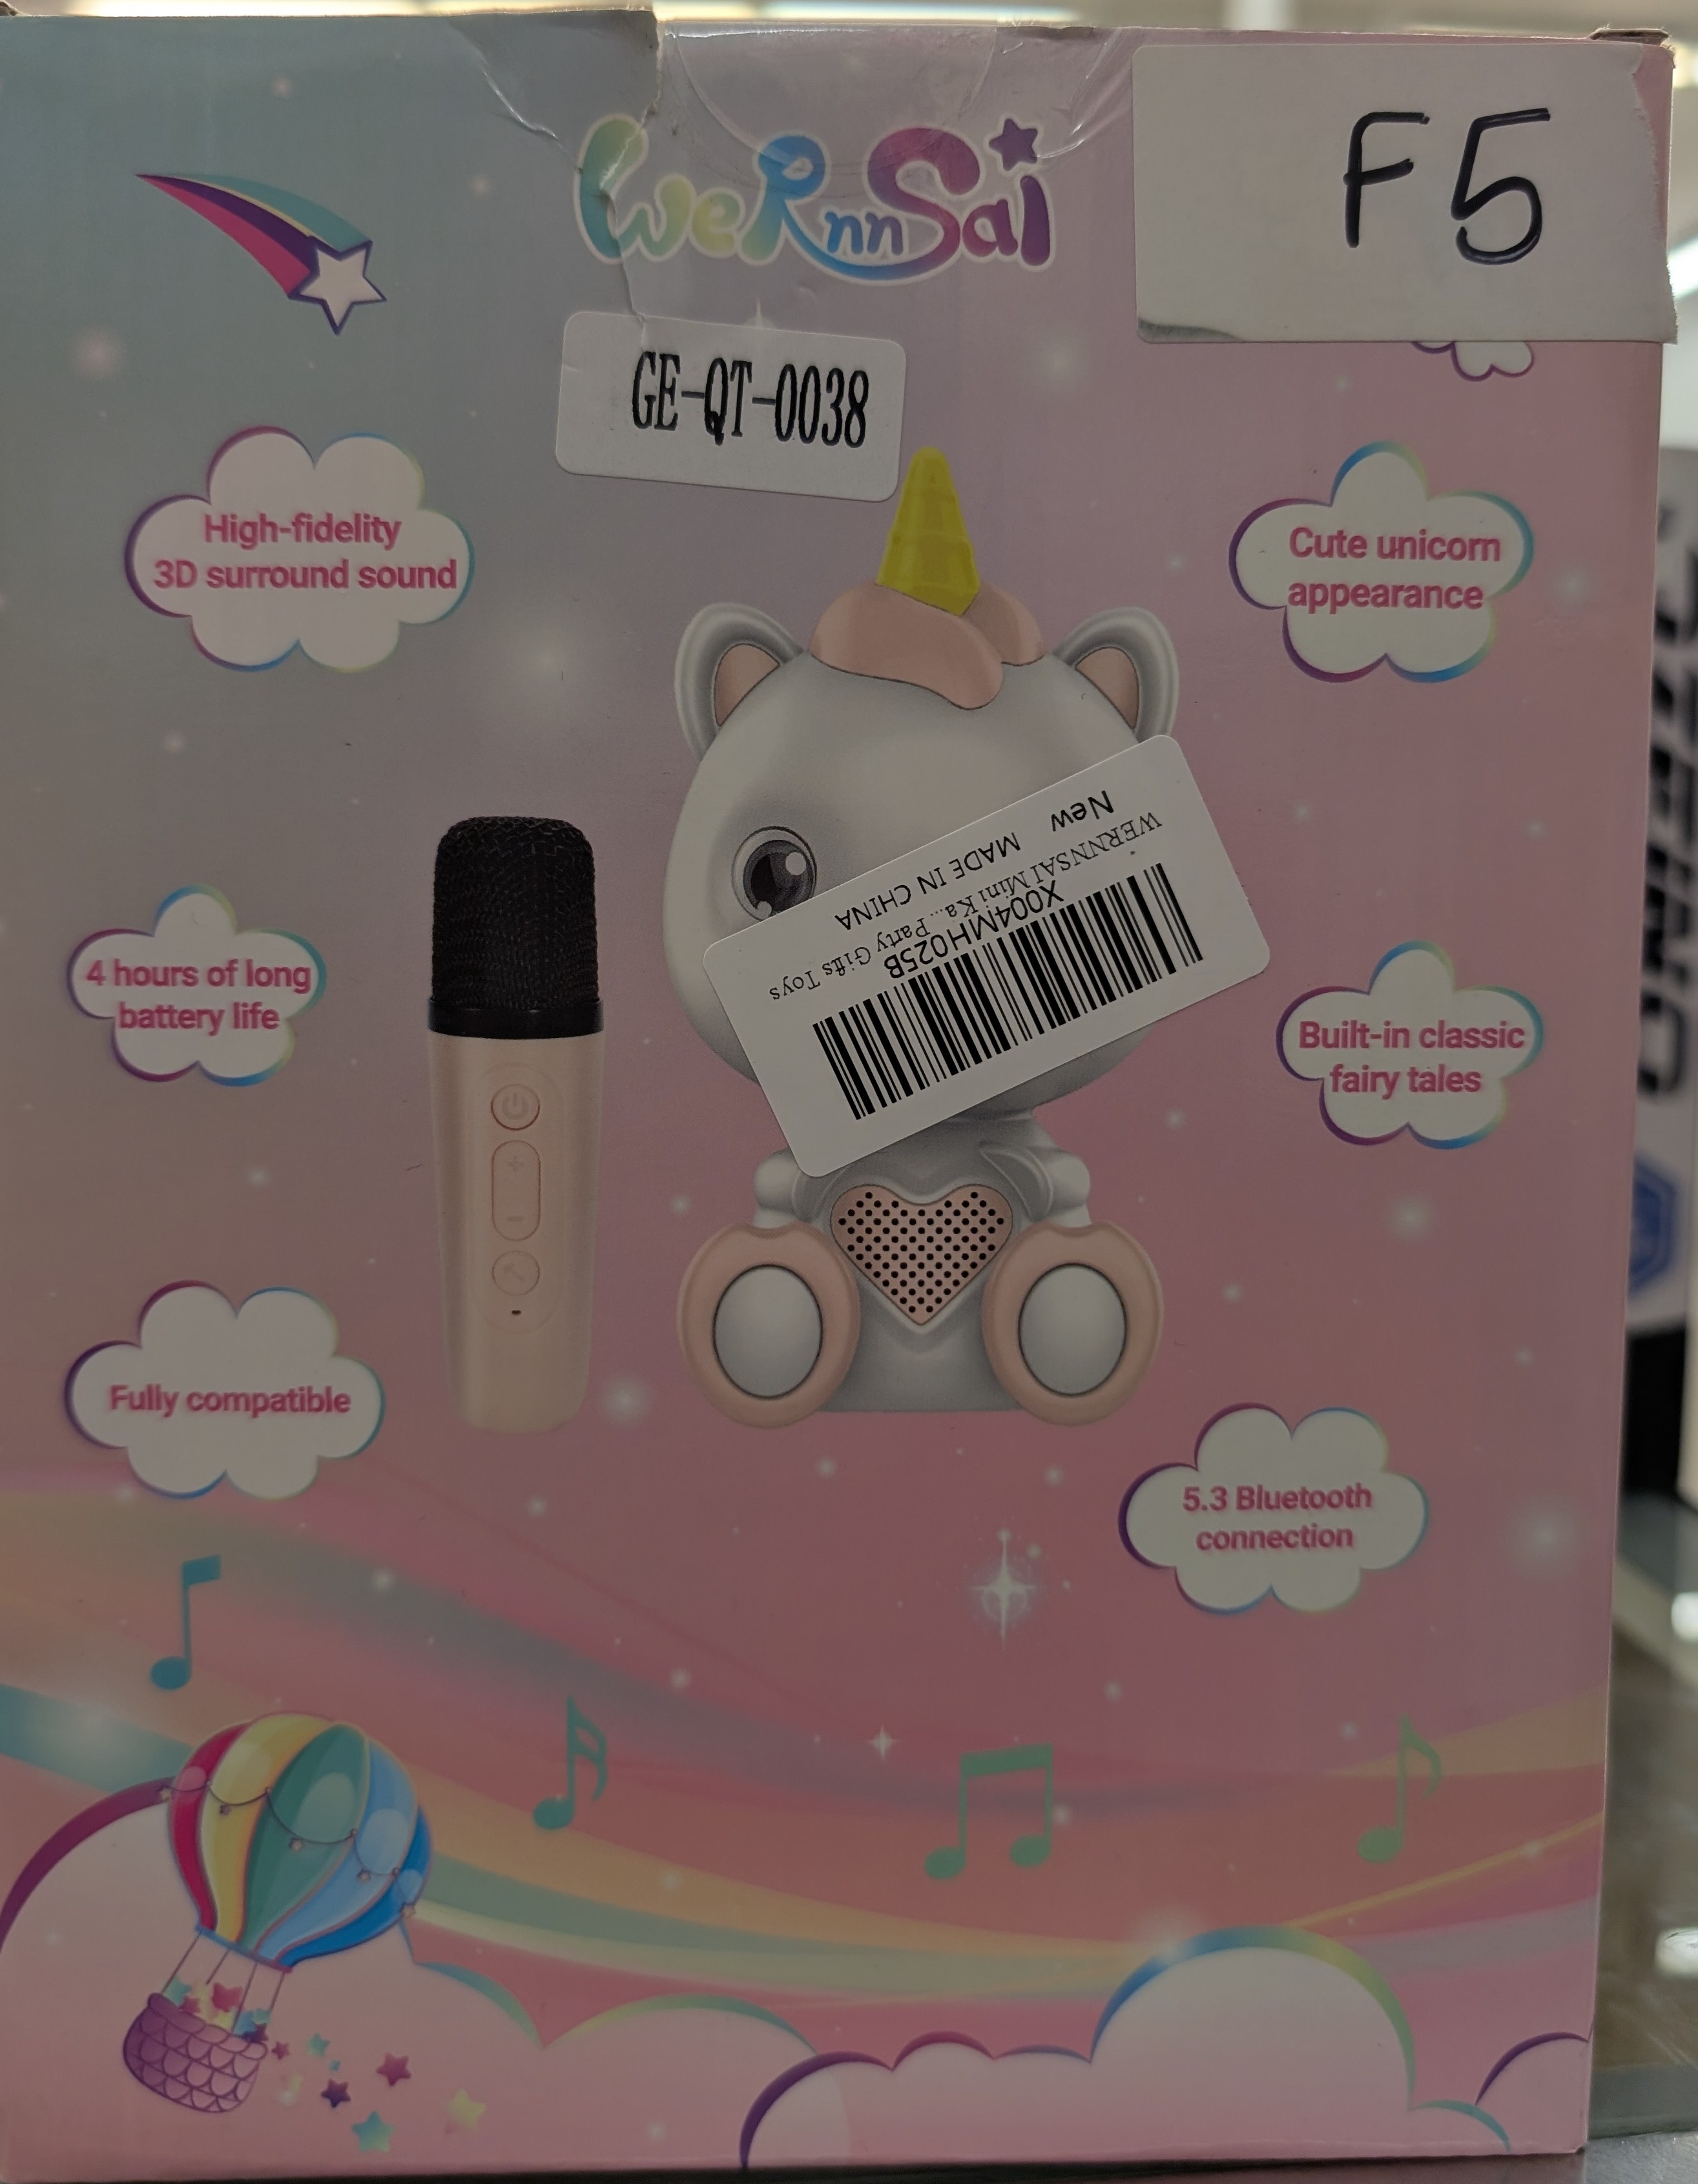 WeRnnSai
F5
GE-QT-0038
High-fidelity
3D surround sound
Cute unicorn
appearance
New
MADE IN CHINA
WERNNSAI Mini Ka... Party Gifts Toys
X004MH025B
4 hours of long
battery life
Built-in classic
fairy tales
Fully compatible
5.3 Bluetooth
connection